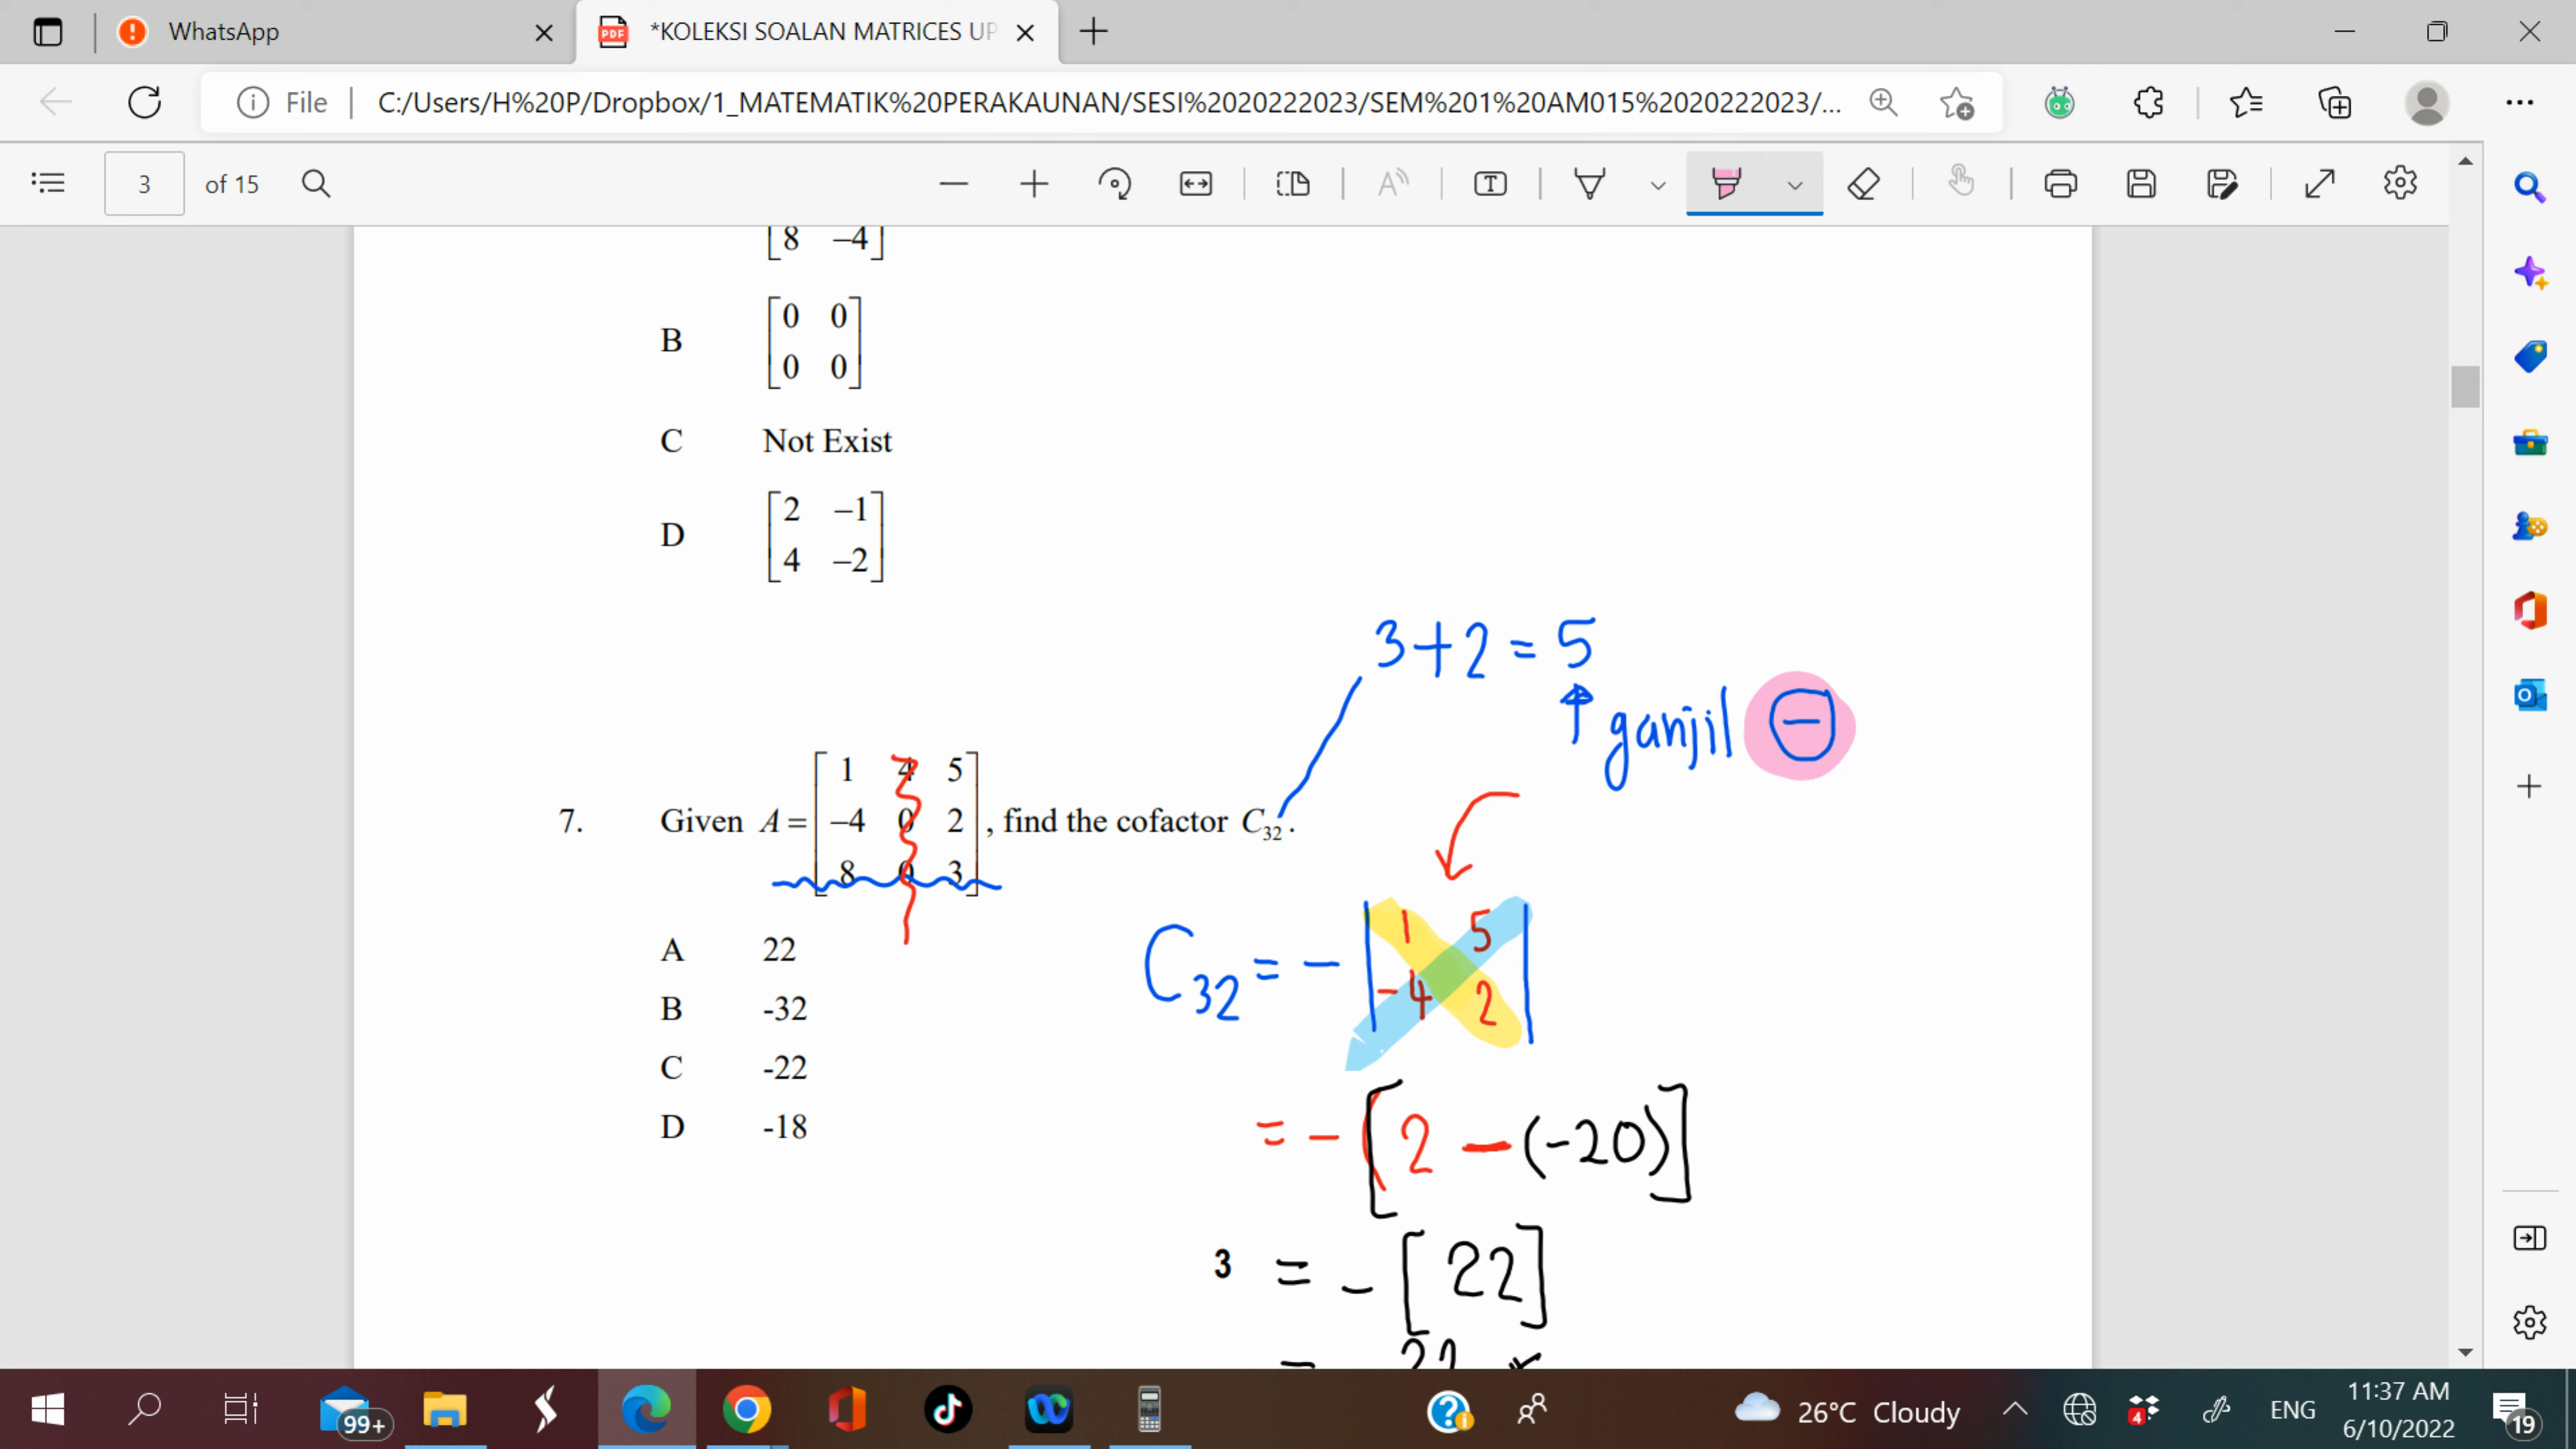 WhatsApp
*KOLEKSI SOALAN MATRICES UP
File
C:/Users/H%20P/Dropbox/1_MATEMATIK%20PERAKAUNAN/SESI%2020222023/SEM%201%20AM015%2020222023/...
3 of 15
[8 –4]
B [0 0
0 0]
C Not Exist
D [2 –1
4 –2]
3+2=5
ganjil –
7. Given A= [1 4 5
–4 0 2
8 0 3], find the cofactor C32.
A 22
B -32
C -22
D -18
C32 = - |1 5
-4 2|
= - [2 - (-20)]
3
= - [22]
99+
26°C Cloudy
4
ENG
11:37 AM
6/10/2022
19